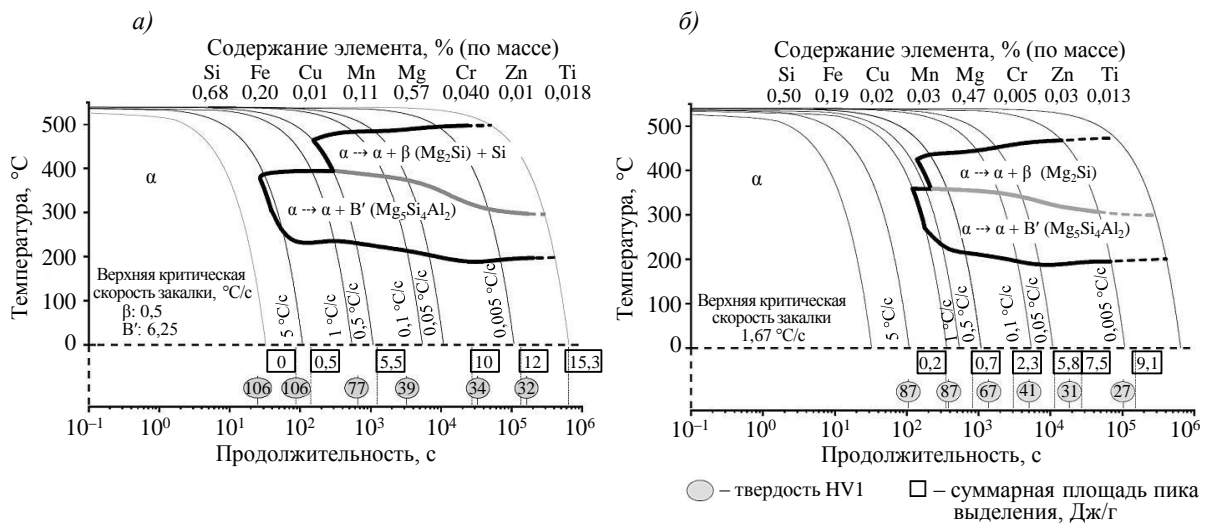 а)
Содержание элемента, % (по массе)
Si Fe Cu Mn Mg Cr Zn Ti
0,68 0,20 0,01 0,11 0,57 0,040 0,01 0,018
500
400
300
200
100
0
Температура, °С
α → α + β (Mg2Si) + Si
α
α → α + B′ (Mg5Si4Al2)
Верхняя критическая
скорость закалки, °С/с
β: 0,5
B′: 6,25
5 °С/с
1 °С/с
0,5 °С/с
0,1 °С/с
0,05 °С/с
0,005 °С/с
0 0,5 5,5 10 12 15,3
106 106 77 39 34 32
10–1 100 101 102 103 104 105 106
Продолжительность, с
б)
Содержание элемента, % (по массе)
Si Fe Cu Mn Mg Cr Zn Ti
0,50 0,19 0,02 0,03 0,47 0,005 0,03 0,013
500
400
300
200
100
0
Температура, °С
α → α + β (Mg2Si)
α
α → α + B′ (Mg5Si4Al2)
Верхняя критическая
скорость закалки
1,67 °С/с
5 °С/с
1 °С/с
0,5 °С/с
0,1 °С/с
0,05 °С/с
0,005 °С/с
0,2 0,7 2,3 5,8 7,5 9,1
87 87 67 41 31 27
10–1 100 101 102 103 104 105 106
Продолжительность, с
– твердость HV1
– суммарная площадь пика
выделения, Дж/г